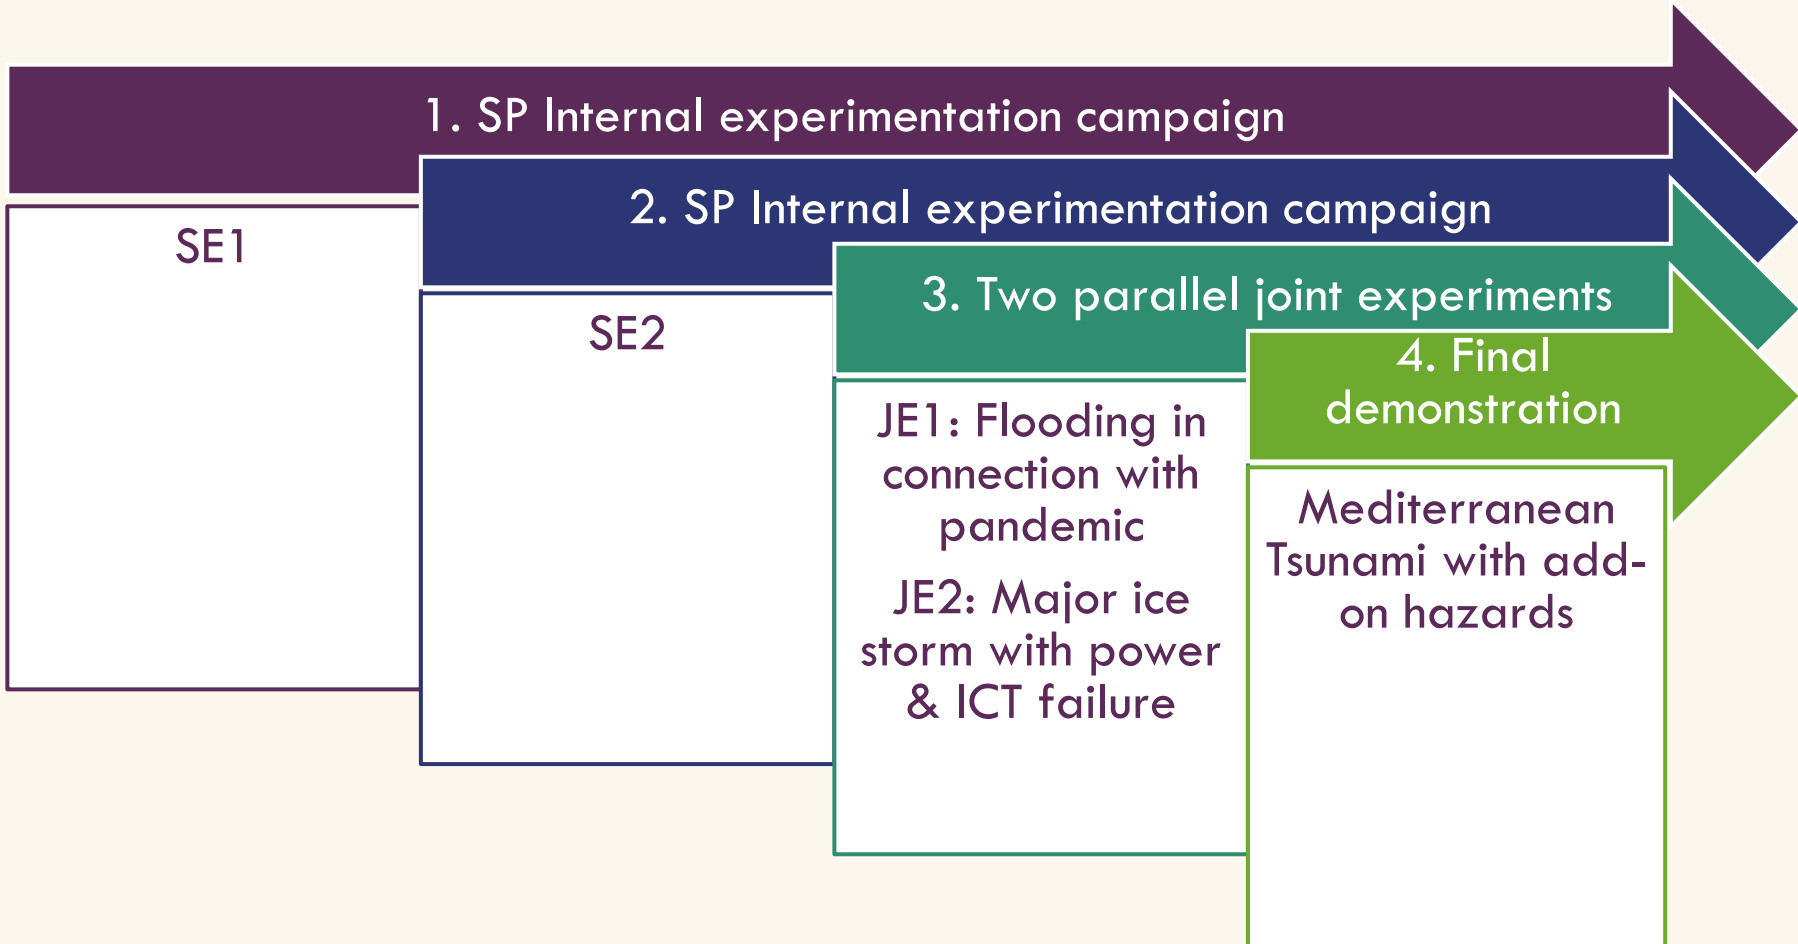 1. SP Internal experimentation campaign
SE1
2. SP Internal experimentation campaign
SE2
3. Two parallel joint experiments
JE1: Flooding in
connection with
pandemic
JE2: Major ice
storm with power
& ICT failure
4. Final
demonstration
Mediterranean
Tsunami with add-
on hazards